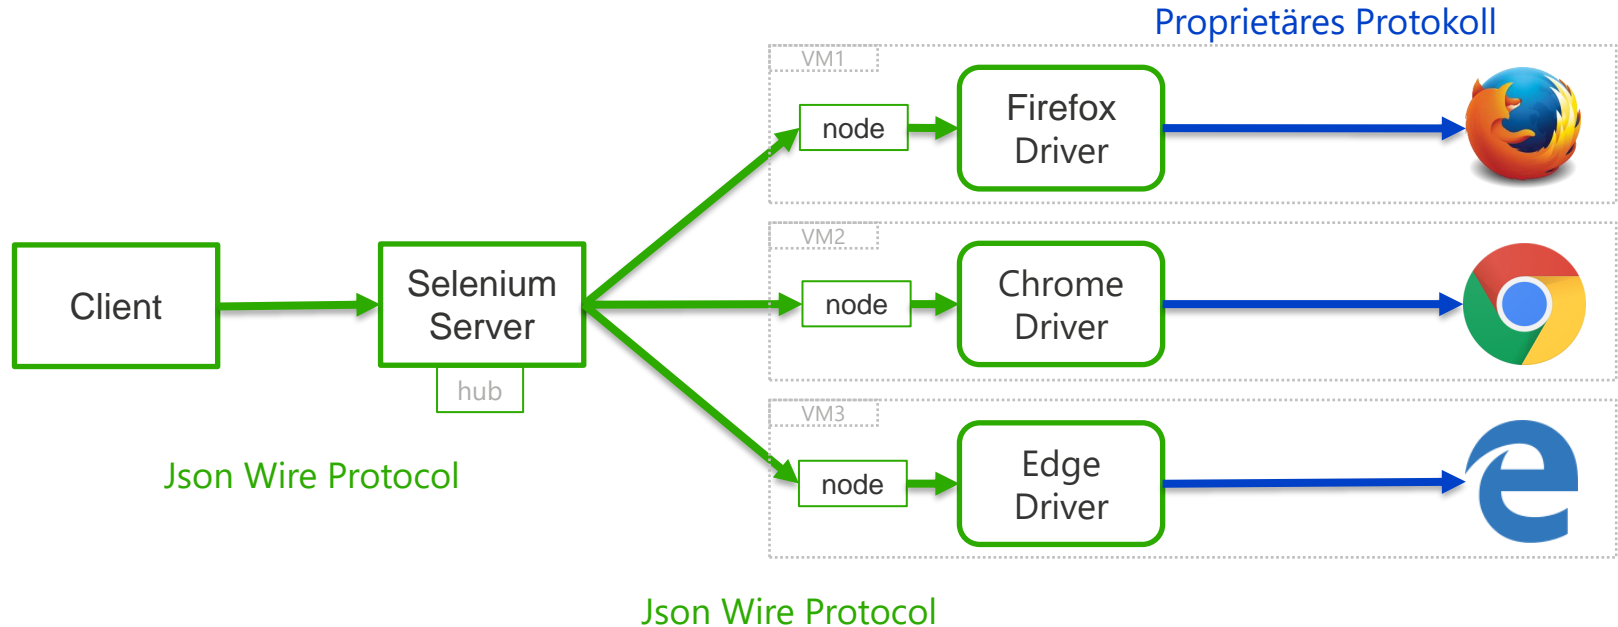 Proprietäres Protokoll
VM1
node
Firefox
Driver
VM2
Client
Selenium
Server
hub
node
Chrome
Driver
VM3
node
Edge
Driver
Json Wire Protocol
Json Wire Protocol